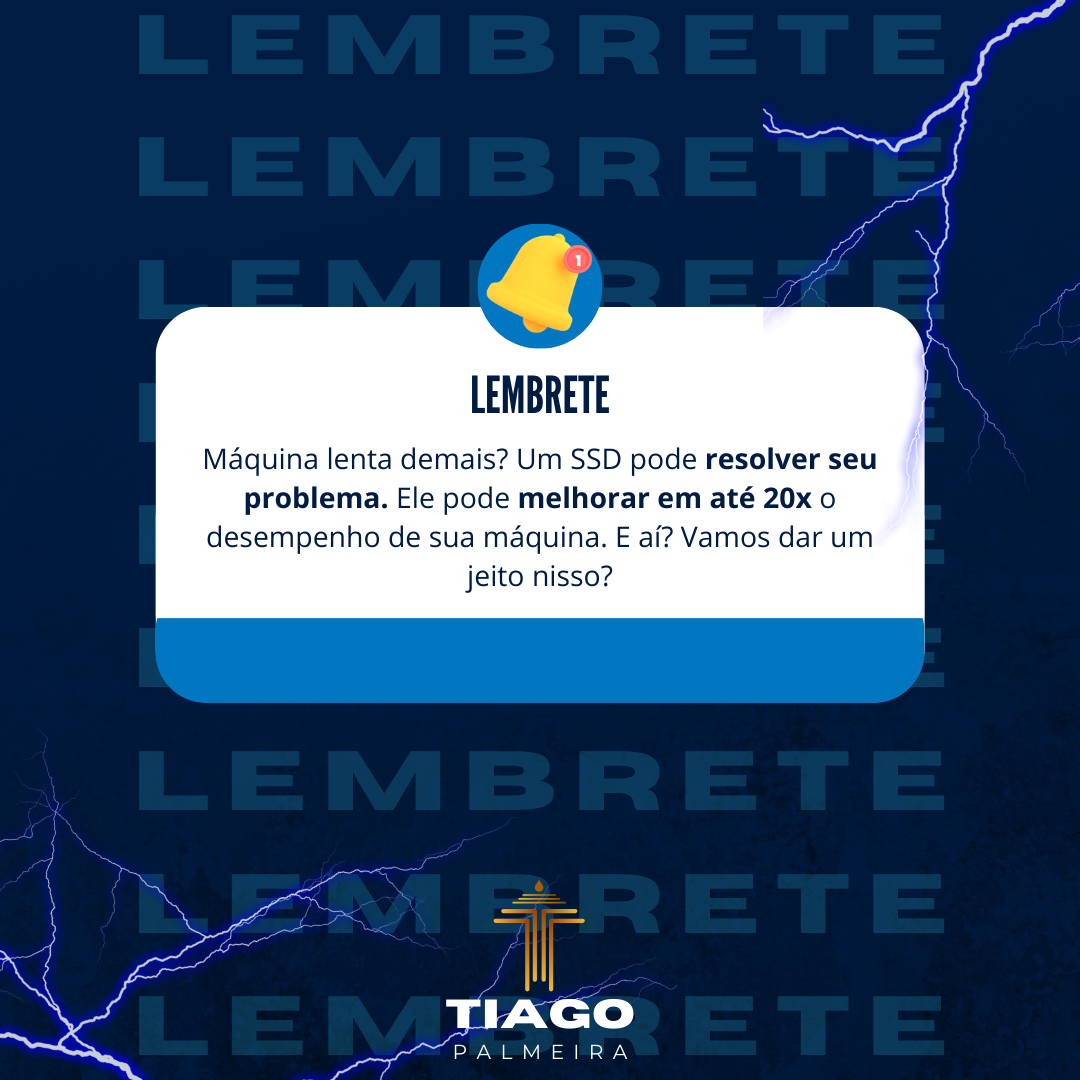 LEMBRETE
LEMBRETE
LEMBRETE
1
LEMBRETE
Máquina lenta demais? Um SSD pode resolver seu
problema. Ele pode melhorar em até 20x o
desempenho de sua máquina. E aí? Vamos dar um
jeito nisso?
LEMBRETE
LEMBRETE
LEMBRETE
TIAGO
PALMEIRA